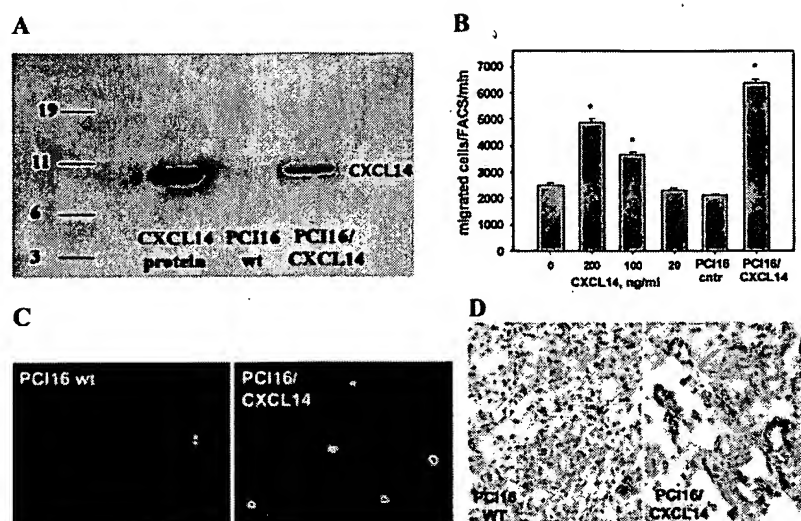 A
19
11
6
3
CXCL14
CXCL14 protein
PCI16 wt
PCI16/ CXCL14
B
migrated cells/FACS/min
7000
6000
5000
4000
3000
2000
1000
0
*
*
*
0
200
100
20
PCI16 cntr
PCI16/ CXCL14
CXCL14, ng/ml
C
PCI16 wt
PCI16/
CXCL14
D
PCI16
WT
PCI16/
CXCL14